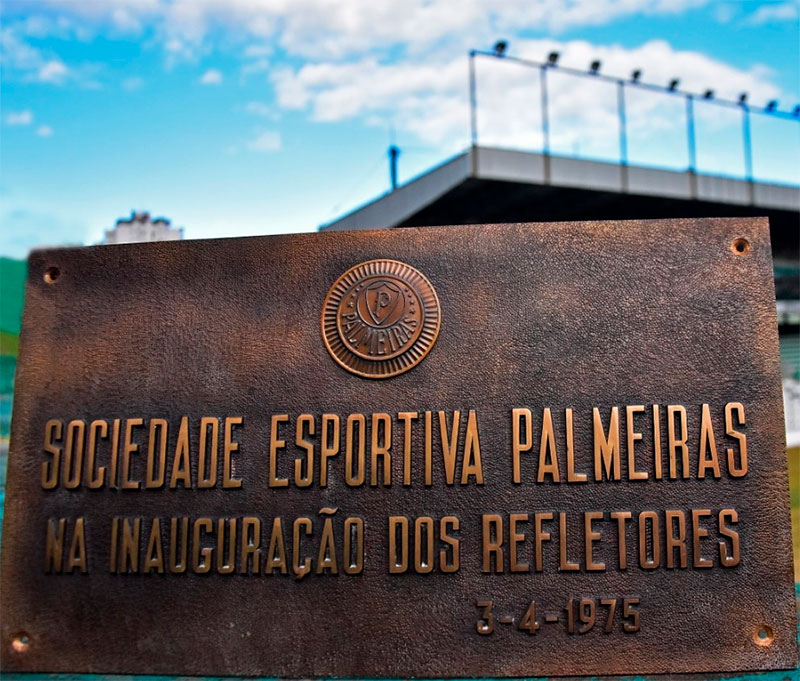 P
PALMEIRAS
SOCIEDADE ESPORTIVA PALMEIRAS
NA INAUGURAÇÃO DOS REFLETORES
3-4-1975